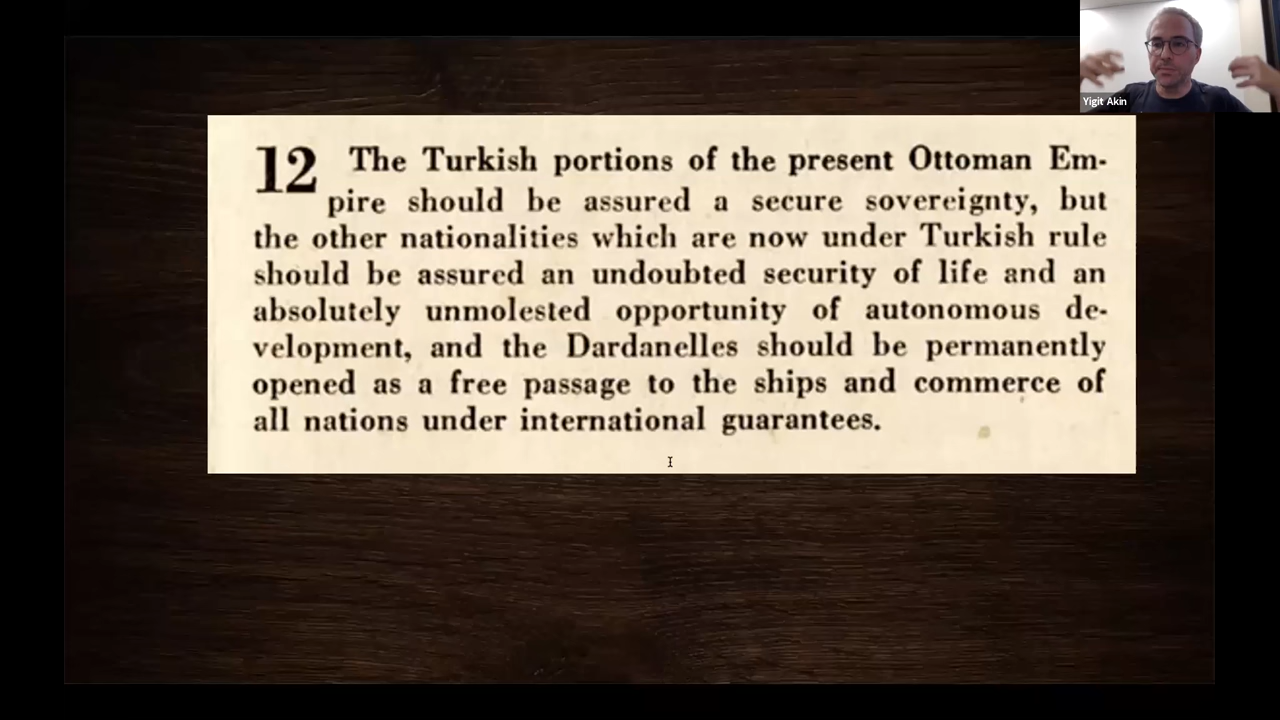 Yigit Akin
12 The Turkish portions of the present Ottoman Em-
pire should be assured a secure sovereignty, but
the other nationalities which are now under Turkish rule
should be assured an undoubted security of life and an
absolutely unmolested opportunity of autonomous de-
velopment, and the Dardanelles should be permanently
opened as a free passage to the ships and commerce of
all nations under international guarantees.